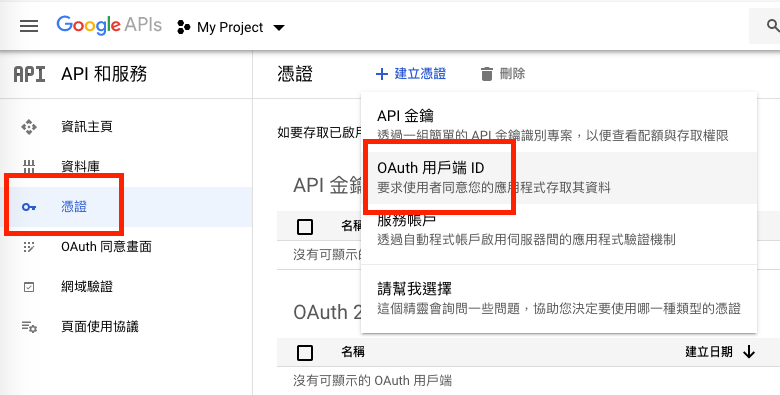 Google APIs
My Project
API
API 和服務
憑證
建立憑證
刪除
資訊主頁
資料庫
憑證
OAuth 同意畫面
網域驗證
頁面使用協議
如要存取已啟用
API 金鑰
透過一組簡單的 API 金鑰識別專案,以便查看配額與存取權限
OAuth 用戶端 ID
要求使用者同意您的應用程式存取其資料
服務帳戶
透過自動程式帳戶啟用伺服器間的應用程式驗證機制
請幫我選擇
這個精靈會詢問一些問題,協助您決定要使用哪一種類型的憑證
API 金鑰
名稱
沒有可顯示的
OAuth 2
名稱
建立日期
沒有可顯示的 OAuth 用戶端